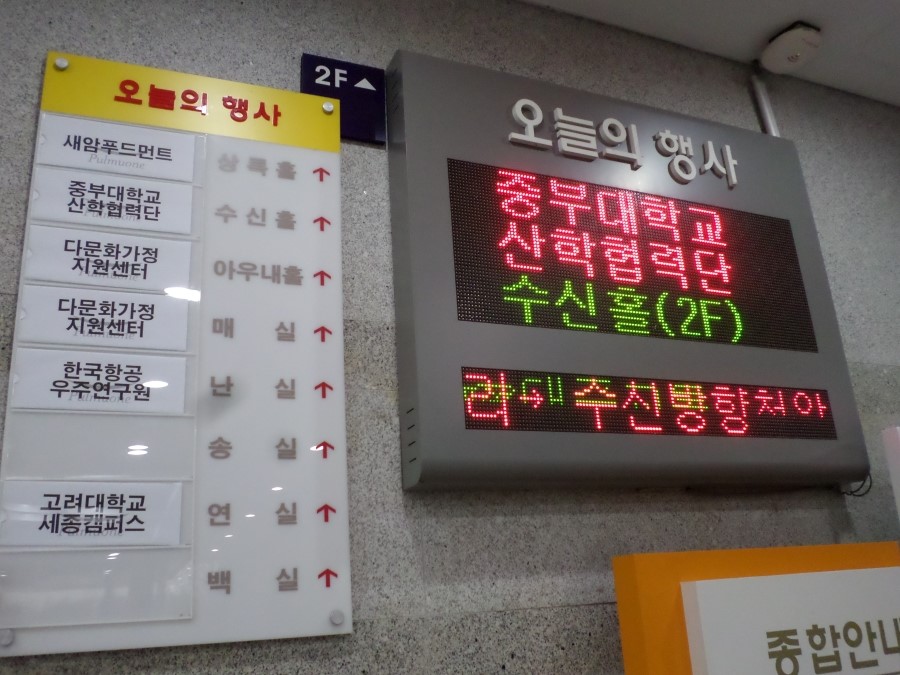 오늘의 행사
새암푸드먼트
Pulmuone
상록홀 ↑
중부대학교
산학협력단
수신홀 ↑
다문화가정
지원센터
아우내홀 ↑
다문화가정
지원센터
매 실 ↑
한국항공
우주연구원
난 실 ↑
송 실 ↑
고려대학교
세종캠퍼스
연 실 ↑
백 실 ↑
2F ▲
오늘의 행사
중부대학교
산학협력단
수신홀(2F)
종합안내